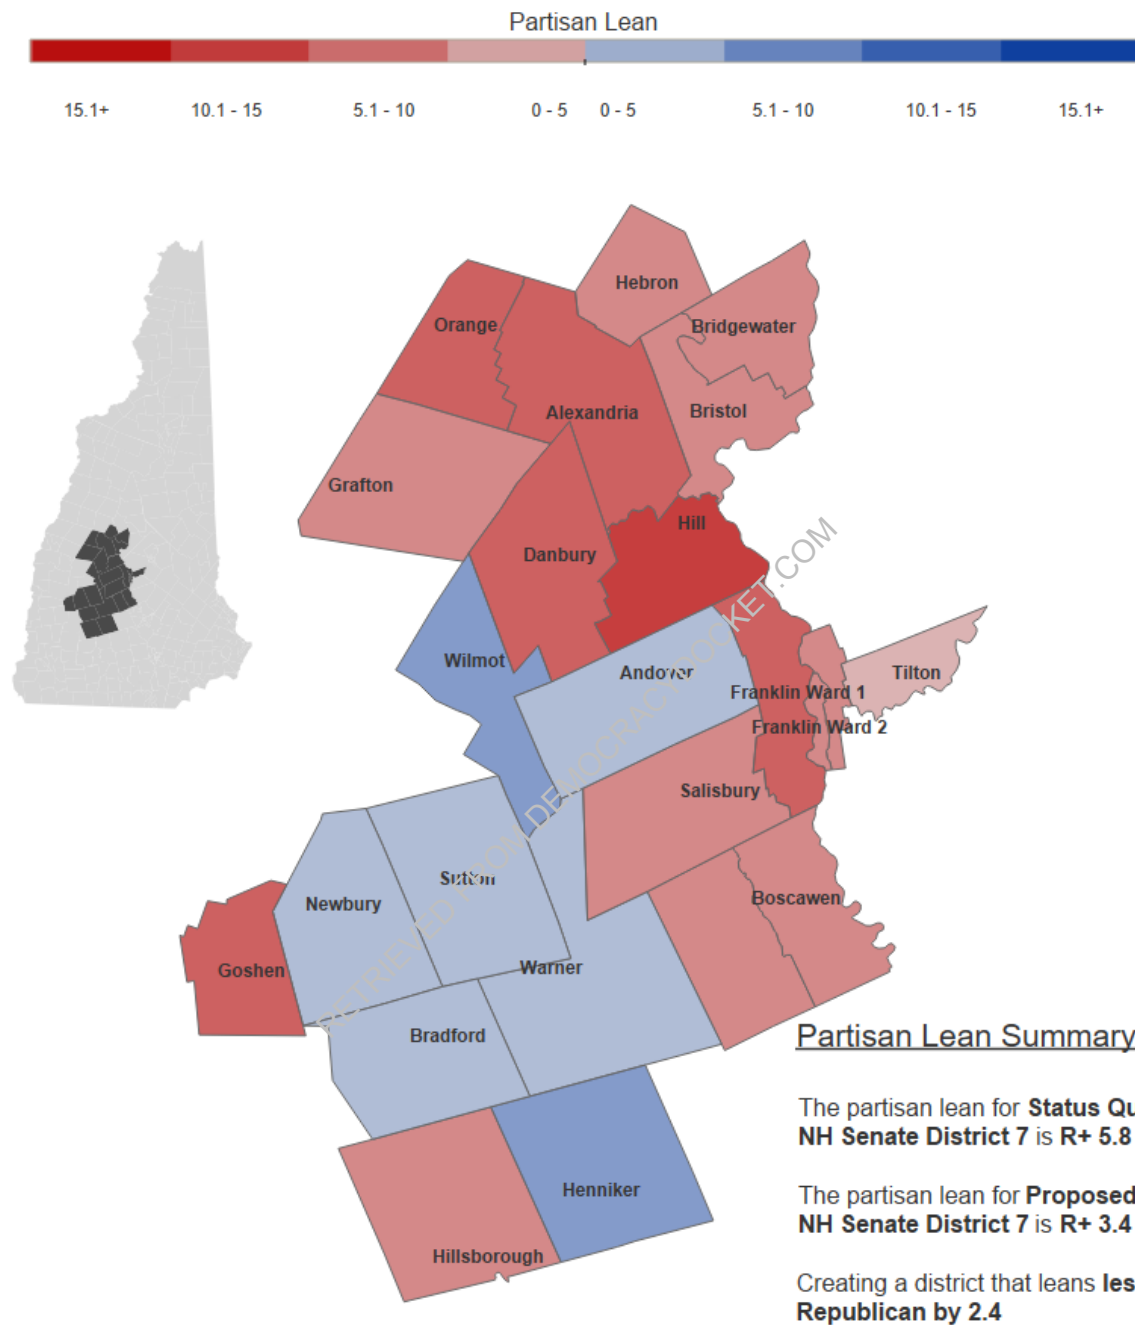 Partisan Lean
15.1+ 10.1 - 15 5.1 - 10 0 - 5 0 - 5 5.1 - 10 10.1 - 15 15.1+
Hebron
Orange
Bridgewater
Alexandria
Bristol
Grafton
Hill
Danbury
Wilmot
Andover
Tilton
Franklin Ward 1
Franklin Ward 2
Salisbury
Sutton
Newbury
Boscawen
Goshen
Warner
Bradford
Henniker
Hillsborough
RETRIEVED FROM DEMOCRACYDOCKET.COM
Partisan Lean Summary
The partisan lean for Status Qu
NH Senate District 7 is R+ 5.8
The partisan lean for Proposed
NH Senate District 7 is R+ 3.4
Creating a district that leans les
Republican by 2.4